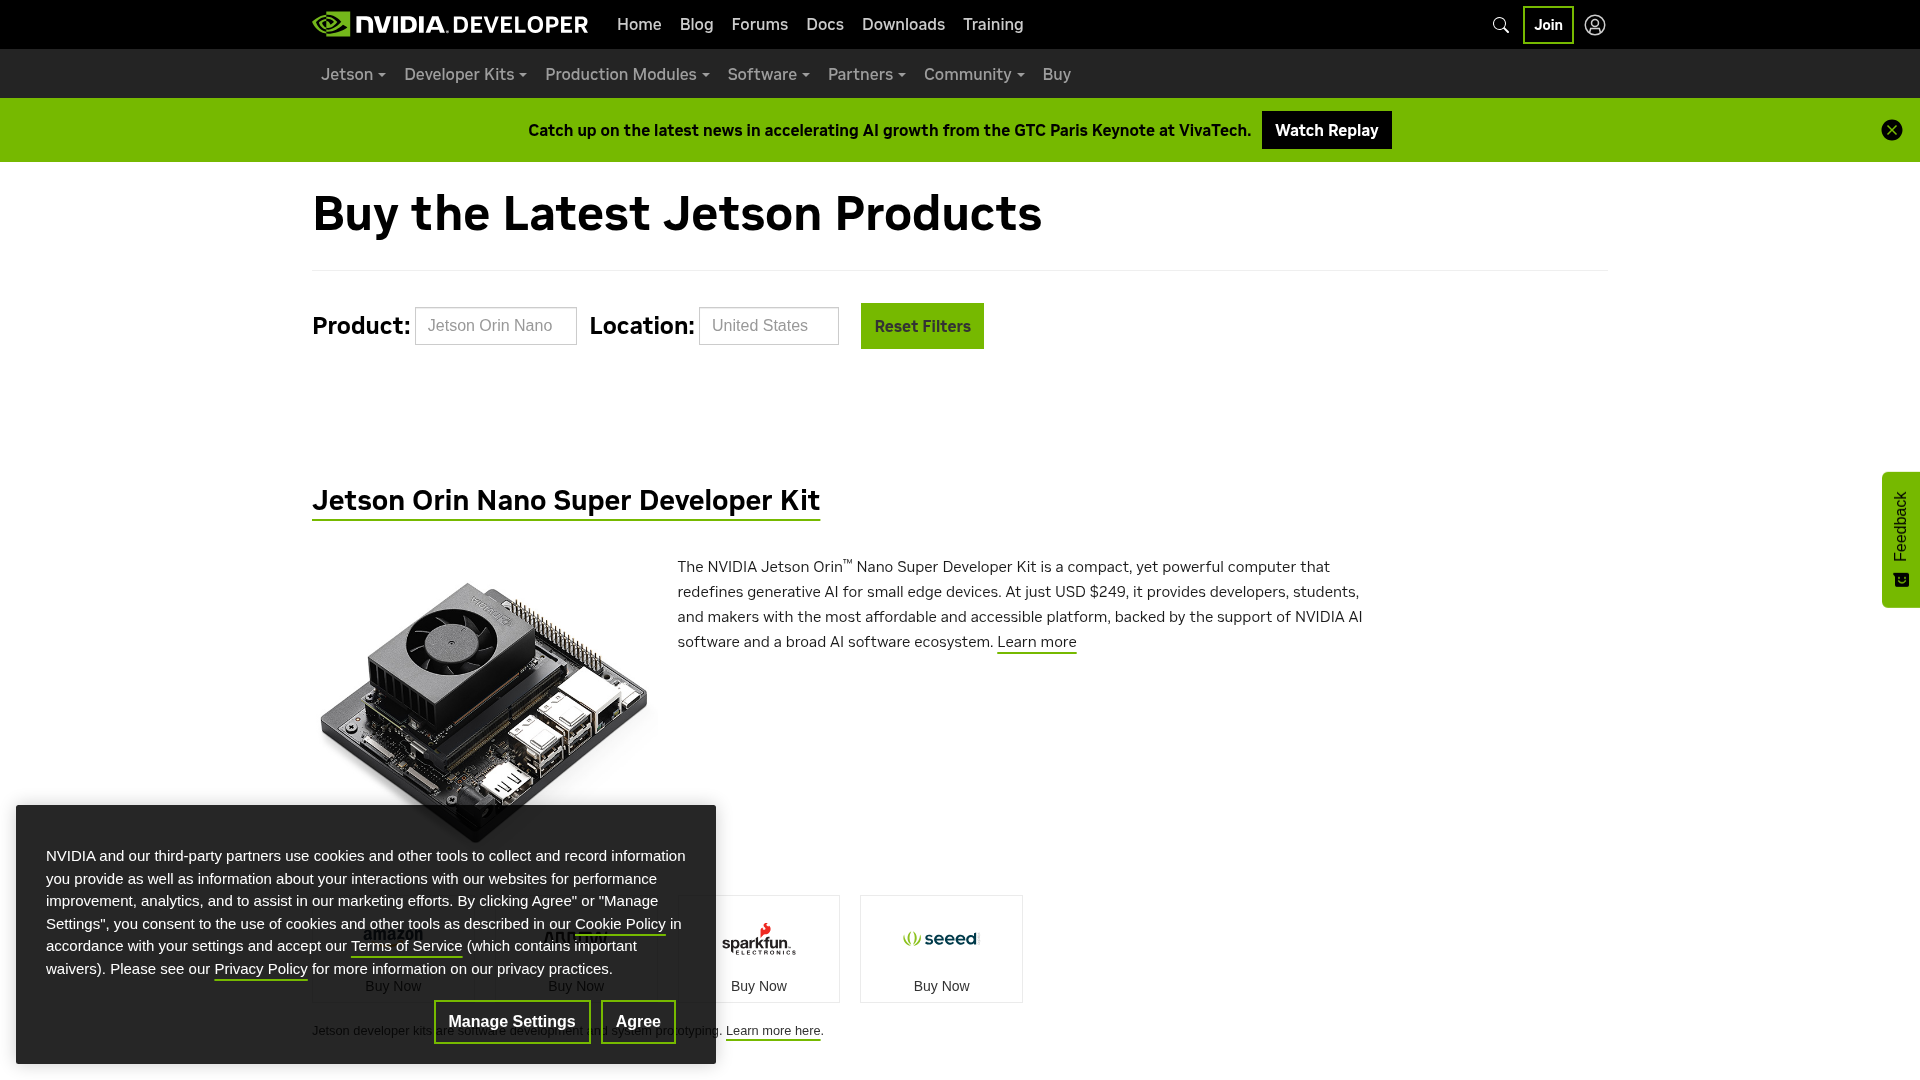 NVIDIA. DEVELOPER
Home Blog Forums Docs Downloads Training
Join
Jetson Developer Kits Production Modules Software Partners Community Buy
Catch up on the latest news in accelerating AI growth from the GTC Paris Keynote at VivaTech. Watch Replay
Buy the Latest Jetson Products
Product: Jetson Orin Nano Location: United States Reset Filters
Feedback
Jetson Orin Nano Super Developer Kit
The NVIDIA Jetson Orin™ Nano Super Developer Kit is a compact, yet powerful computer that
redefines generative AI for small edge devices. At just USD $249, it provides developers, students,
and makers with the most affordable and accessible platform, backed by the support of NVIDIA AI
software and a broad AI software ecosystem. Learn more
NVIDIA and our third-party partners use cookies and other tools to collect and record information
you provide as well as information about your interactions with our websites for performance
improvement, analytics, and to assist in our marketing efforts. By clicking Agree" or "Manage
Settings", you consent to the use of cookies and other tools as described in our Cookie Policy in
accordance with your settings and accept our Terms of Service (which contains important
waivers). Please see our Privacy Policy for more information on our privacy practices.
Manage Settings Agree
amazon
sparkfun
ELECTRONICS
seeed
Buy Now Buy Now Buy Now Buy Now
Jetson developer kits are software development and system prototyping. Learn more here.